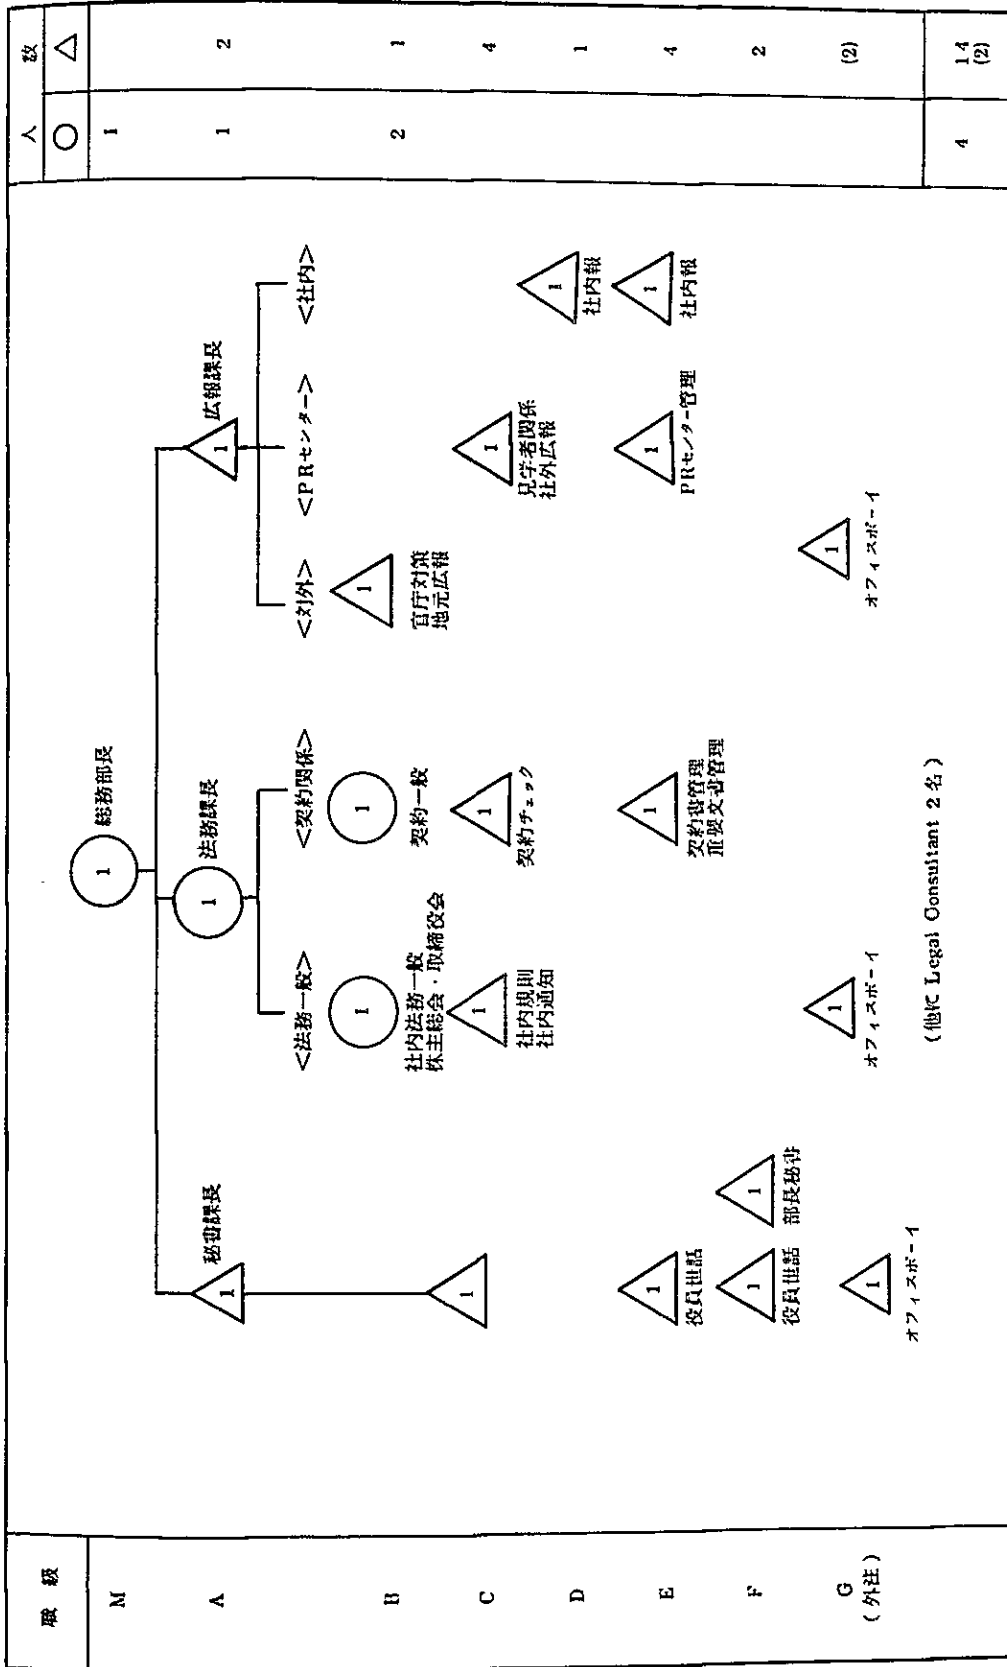 職 級
人 数
○ △
M
1
総務部長
1
A
秘書課長
1
法務課長
1
広報課長
1
1
2
<法務一般>
<契約関係>
<対外>
<PRセンター>
<社内>
B
1
社内法務一般
株主総会・取締役会
1
契約一般
1
官庁対策
地元広報
2
1
C
1
1
社内規則
社内通知
1
契約チェック
1
見学者関係
社外広報
4
D
1
社内報
1
E
1
役員世話
1
契約書管理
重要文書管理
1
PRセンター管理
1
社内報
4
F
1
役員世話
1
部長秘書
2
G
(外注)
1
オフィスボーイ
1
オフィスボーイ
1
オフィスボーイ
(2)
(他に Legal Consultant 2名)
4
14
(2)